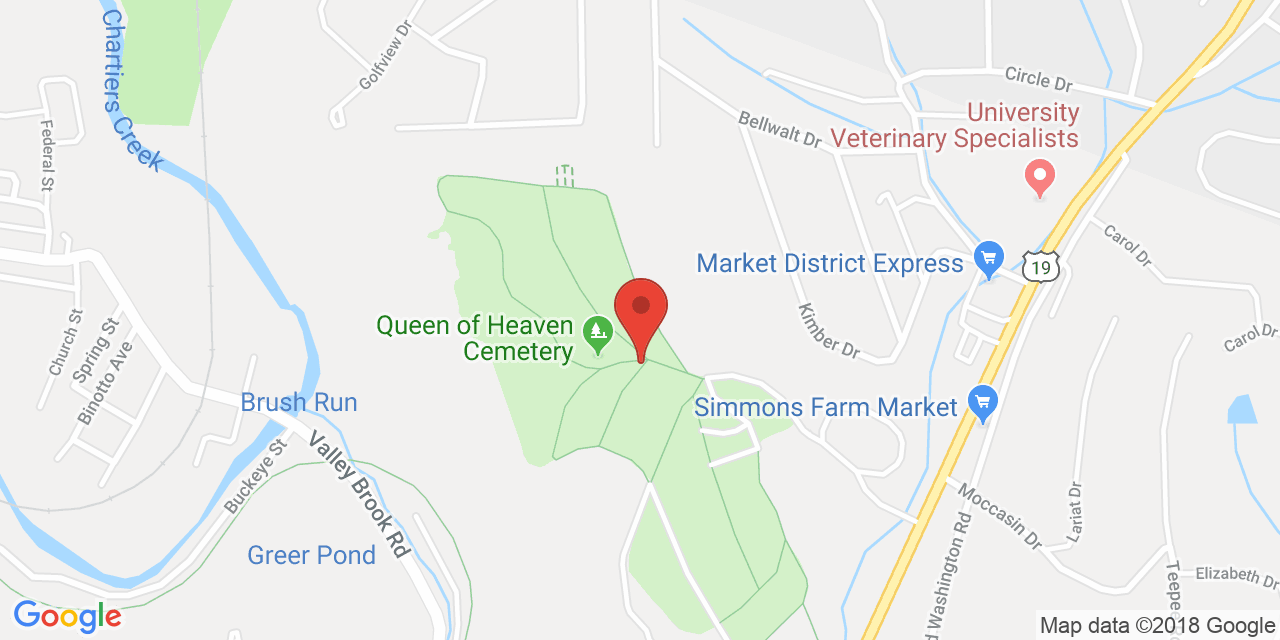 Chartiers Creek
Golfview Dr
Circle Dr
University
Veterinary Specialists
Bellwalt Dr
Federal St
Carol Dr
Market District Express
19
Kimber Dr
Church St
Spring St
Binotto Ave
Queen of Heaven
Cemetery
Carol Dr
Brush Run
Simmons Farm Market
Valley Brook Rd
Buckeye St
Moccasin Dr
Lariat Dr
Greer Pond
Washington Rd
Elizabeth Dr
Google
Map data ©2018 Google